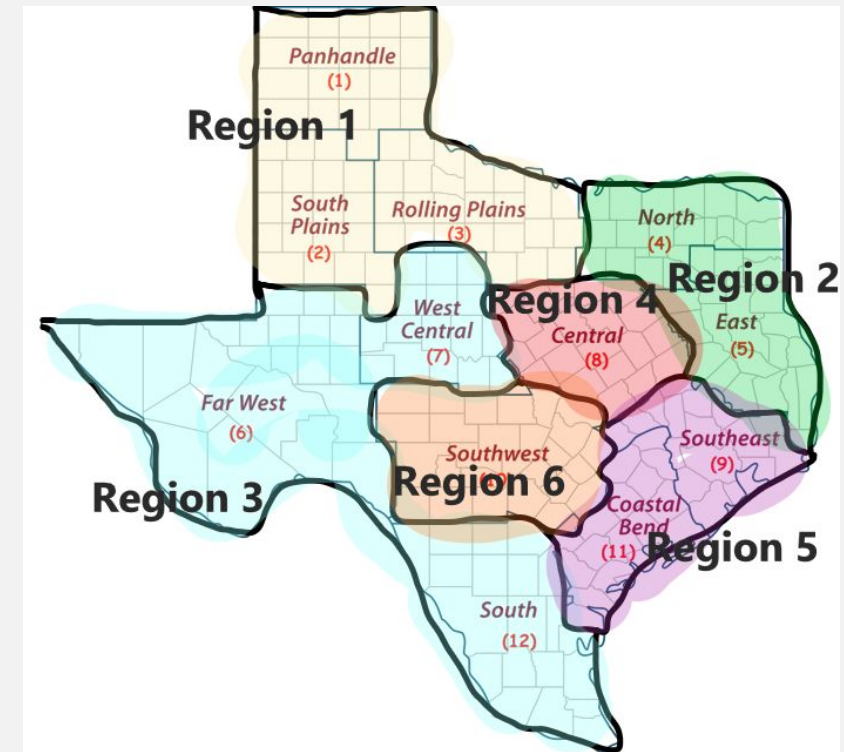 Panhandle
(1)
Region 1
South
Plains
(2)
Rolling Plains
(3)
North
(4)
Region 2
East
(5)
Region 4
Central
(8)
West
Central
(7)
Far West
(6)
Region 3
Southwest
Region 6
Southeast
(9)
Coastal
Bend
(11)
Region 5
South
(12)